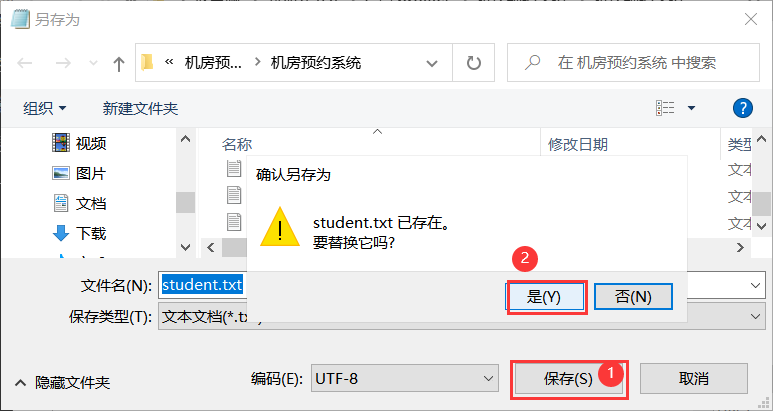 另存为
机房预... 机房预约系统
在 机房预约系统 中搜索
组织 新建文件夹
视频
图片
文档
下载
名称 修改日期 类型
文本
文本
文本
确认另存为
student.txt 已存在。
要替换它吗?
2
是(Y) 否(N)
文件名(N): student.txt
保存类型(T): 文本文档(*.txt)
1
隐藏文件夹 编码(E): UTF-8 保存(S) 取消